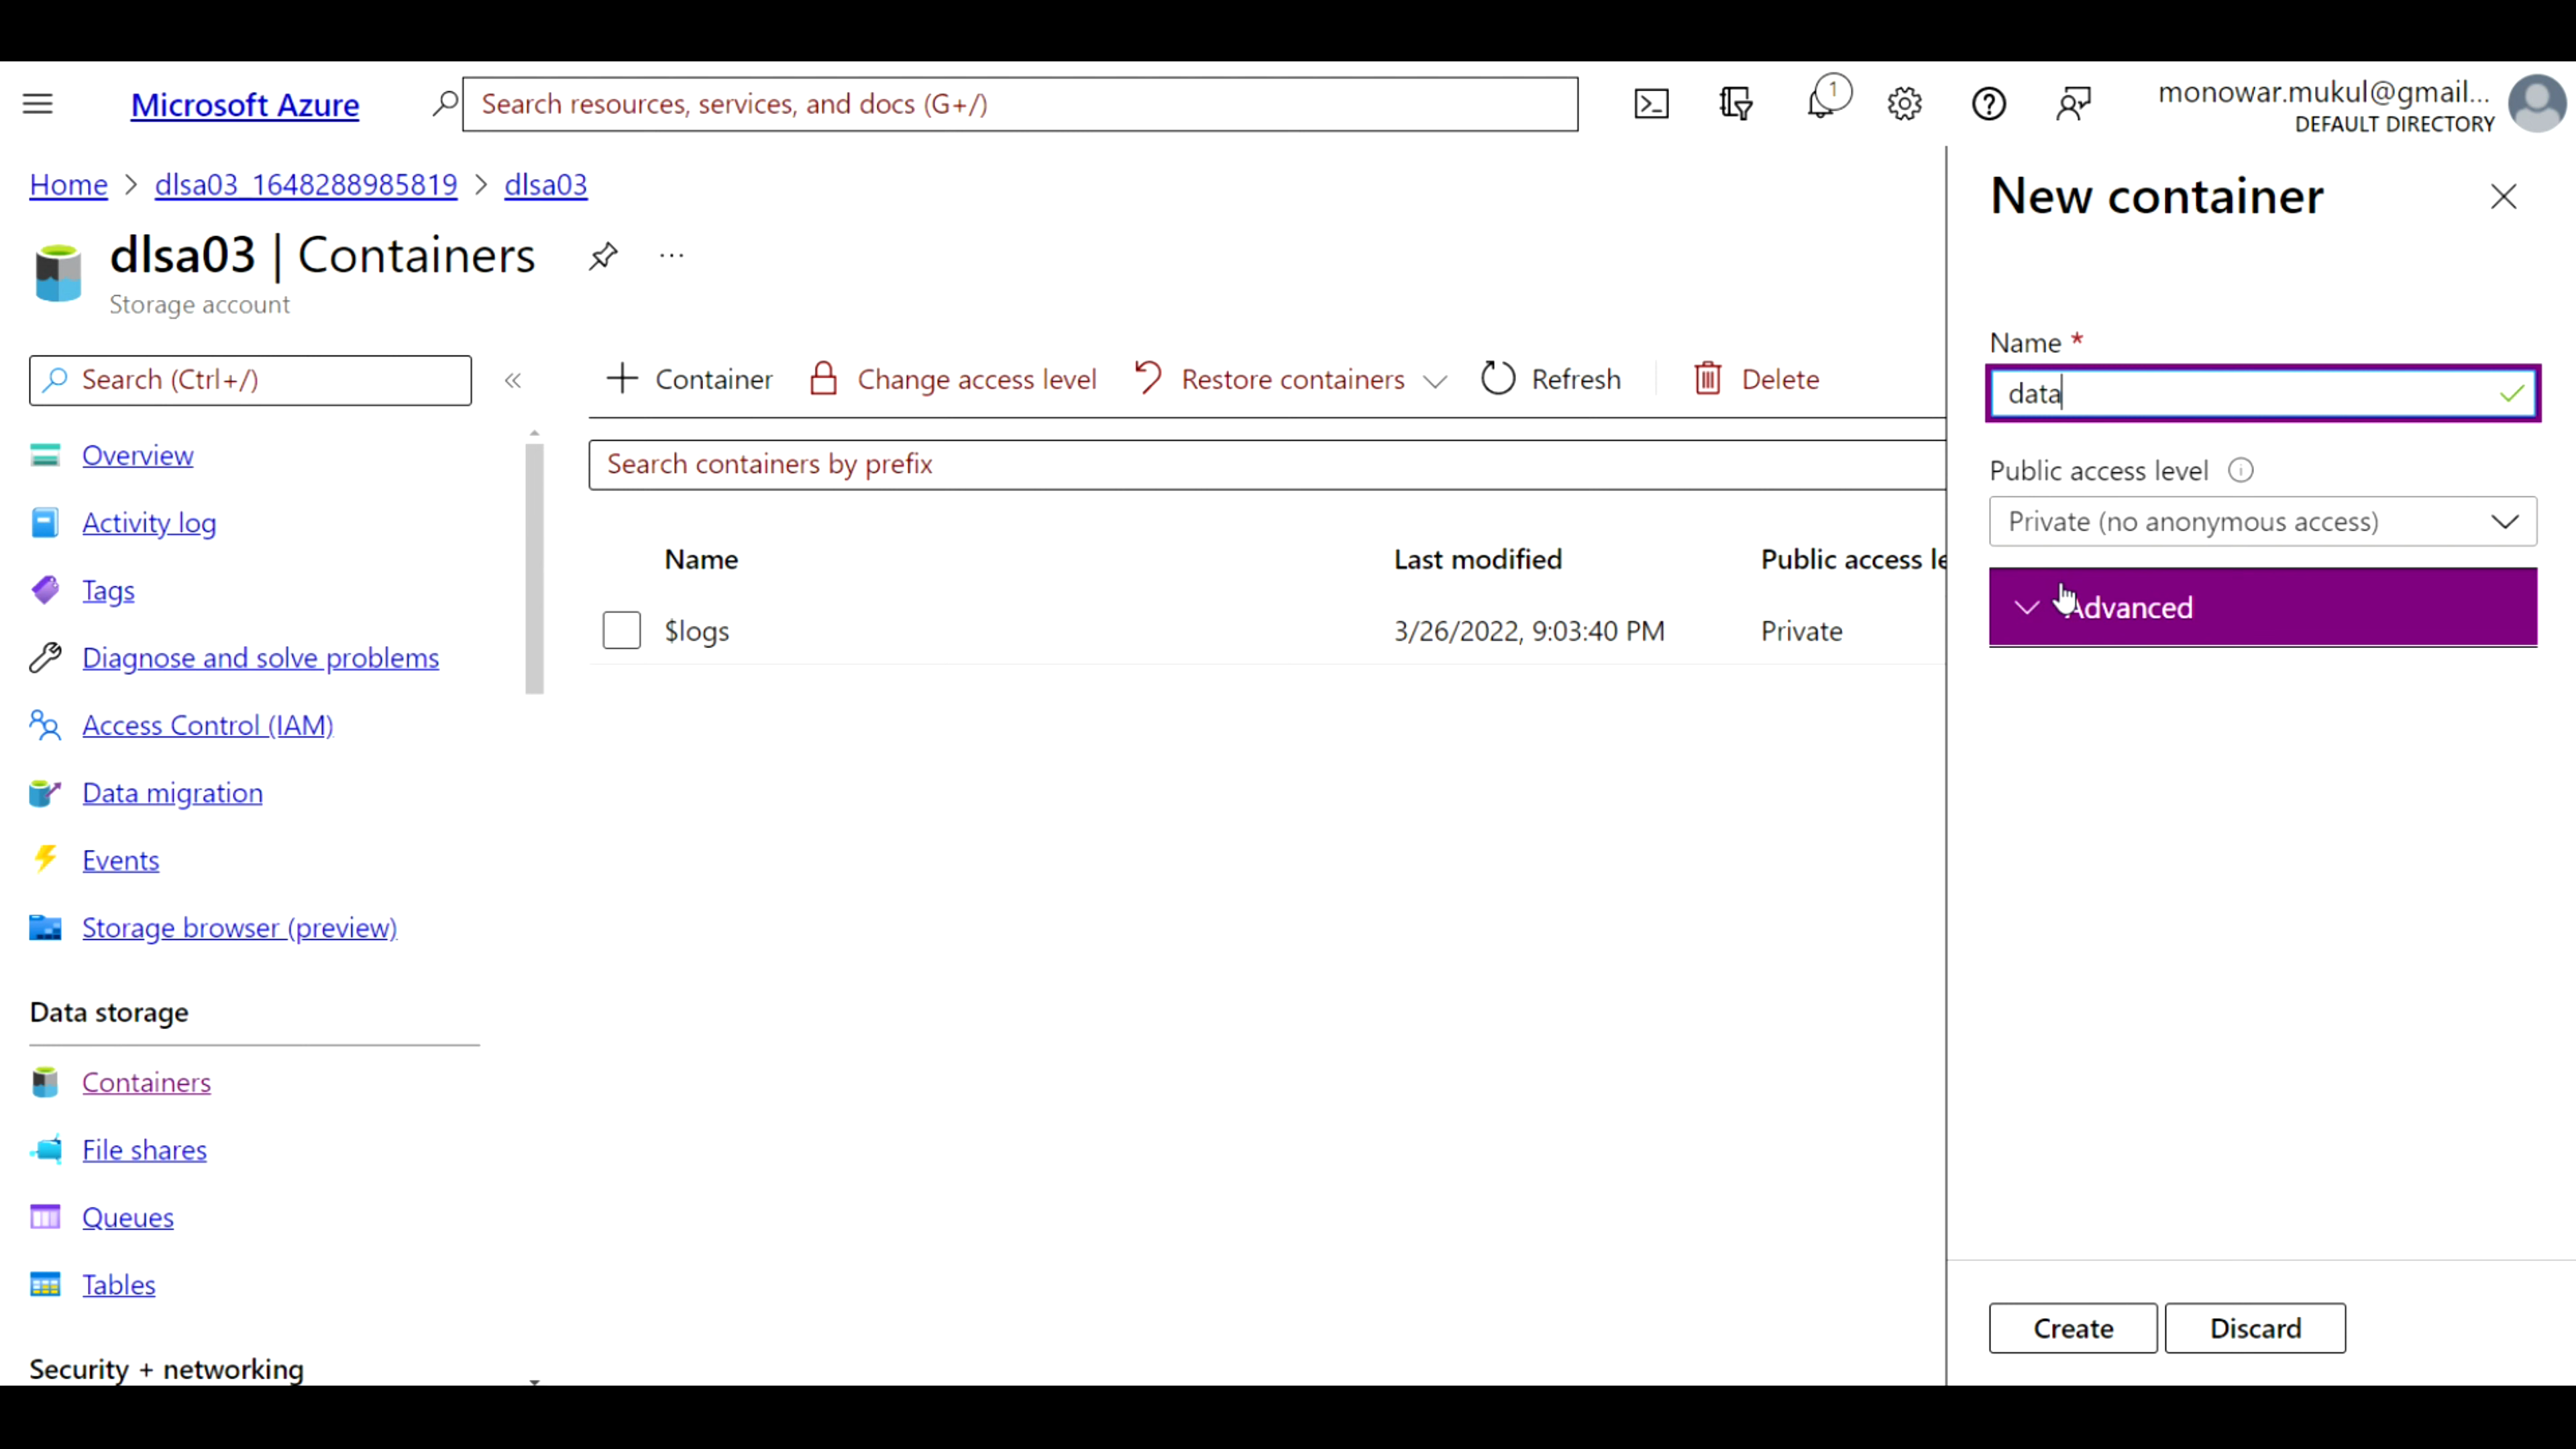 Microsoft Azure
Search resources, services, and docs (G+/)
1
monowar.mukul@gmail...
DEFAULT DIRECTORY
Home > dlsa03_1648288985819 > dlsa03
dlsa03 | Containers
...
Storage account
Search (Ctrl+/)
«
Overview
Activity log
Tags
Diagnose and solve problems
Access Control (IAM)
Data migration
Events
Storage browser (preview)
Data storage
Containers
File shares
Queues
Tables
Security + networking
Container
Change access level
Restore containers
Refresh
Delete
Search containers by prefix
Name Last modified Public access le
$logs 3/26/2022, 9:03:40 PM Private
New container
Name *
data
Public access level
Private (no anonymous access)
Advanced
Create Discard